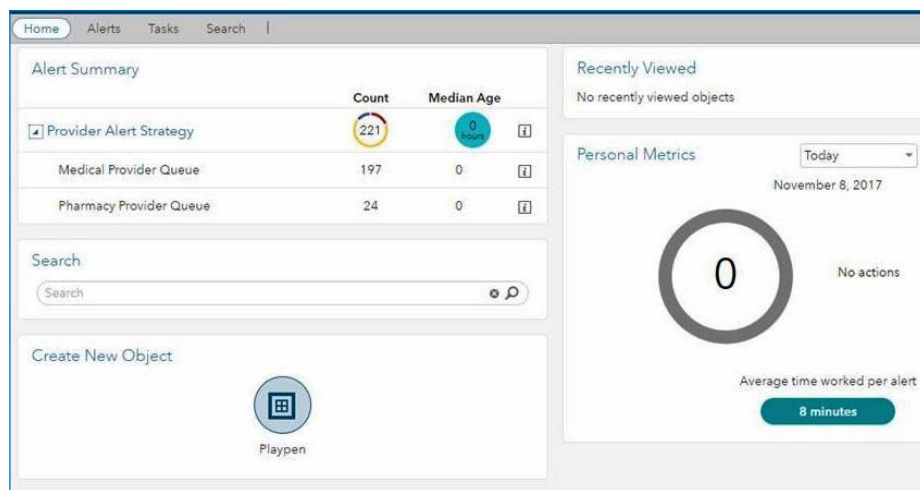 Home Alerts Tasks Search
Alert Summary
Count Median Age
Provider Alert Strategy 221 0 hours i
Medical Provider Queue 197 0 i
Pharmacy Provider Queue 24 0 i
Search
Search
Create New Object
Playpen
Recently Viewed
No recently viewed objects
Personal Metrics Today
November 8, 2017
0 No actions
Average time worked per alert
8 minutes